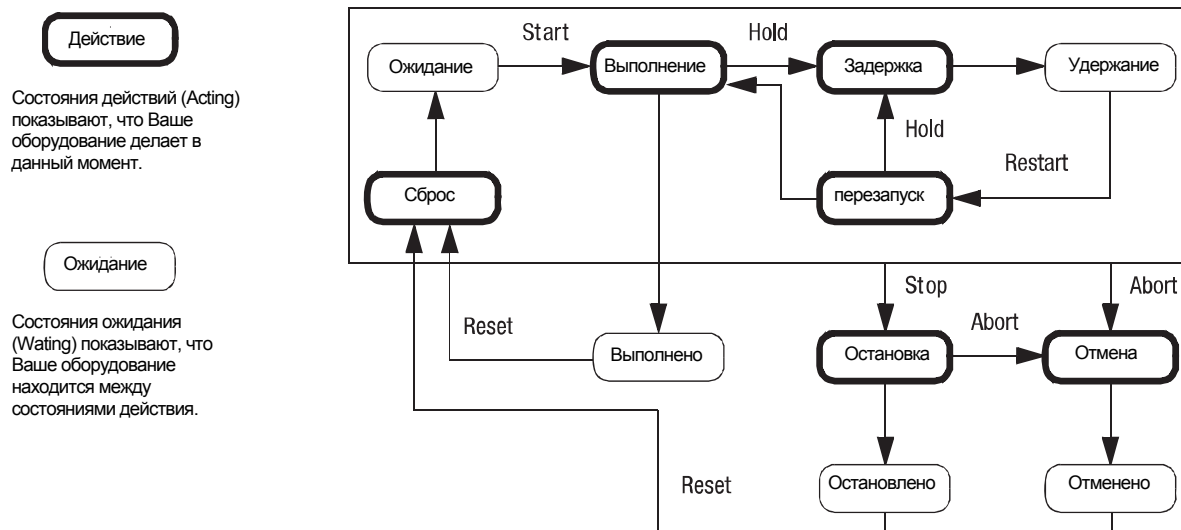 Действие
Состояния действий (Acting)
показывают, что Ваше
оборудование делает в
данный момент.
Ожидание
Состояния ожидания
(Wating) показывают, что
Ваше оборудование
находится между
состояниями действия.
Start
Hold
Ожидание
Выполнение
Задержка
Удержание
Hold
Restart
Сброс
перезапуск
Stop
Abort
Reset
Abort
Выполнено
Остановка
Отмена
Reset
Остановлено
Отменено